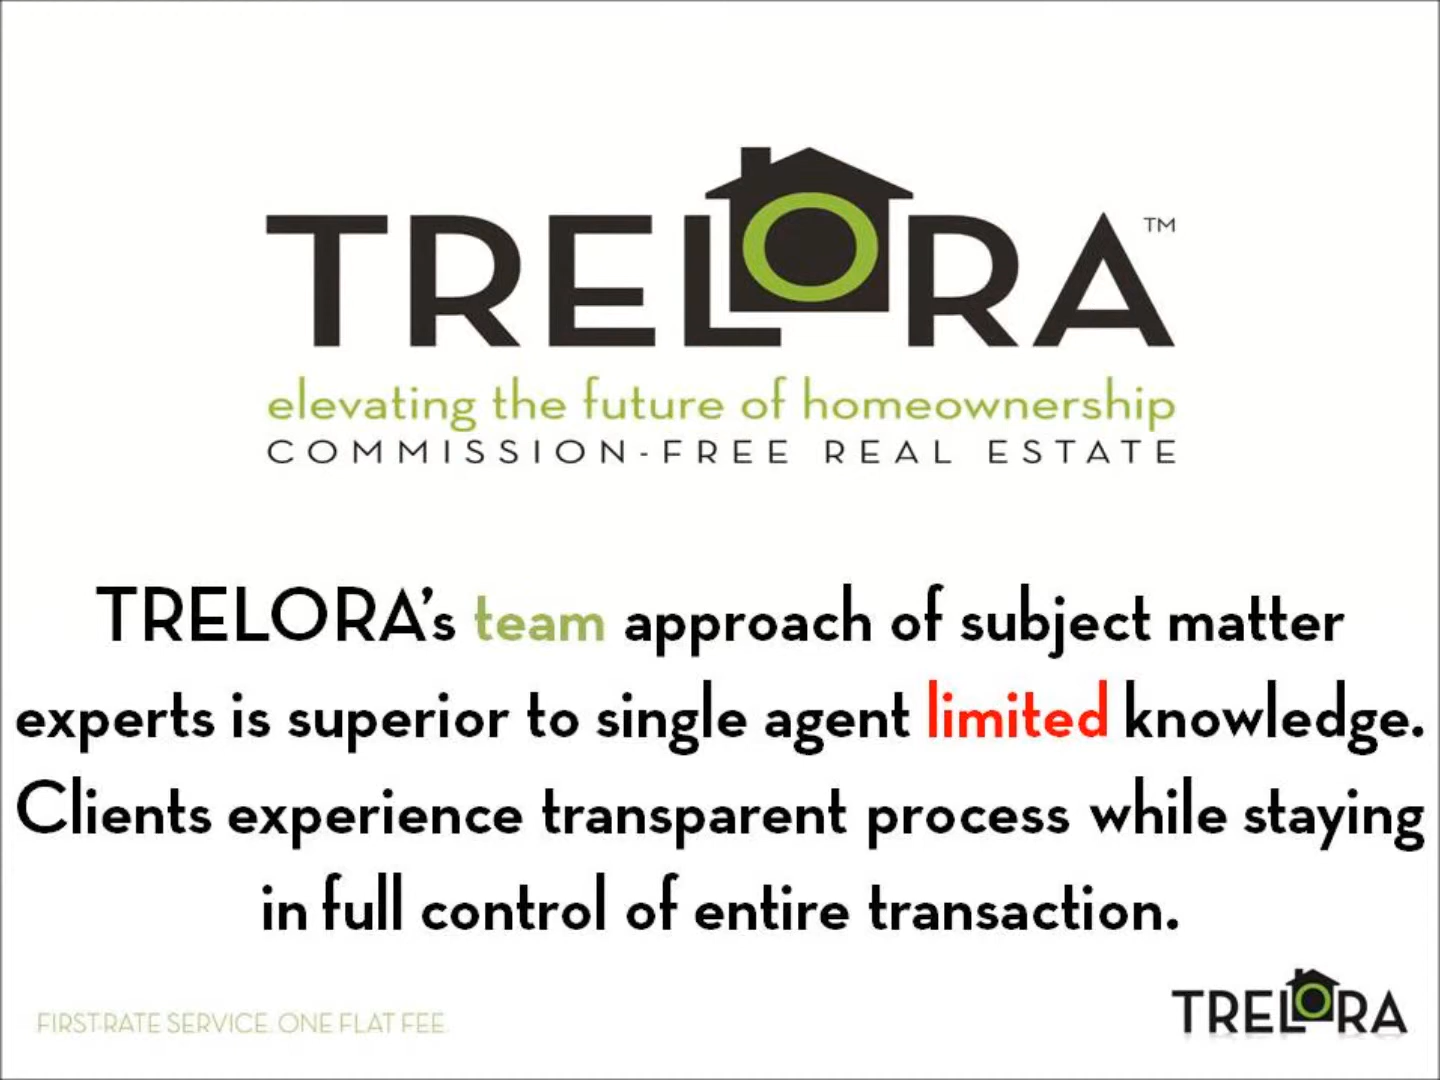 TRELORA™
elevating the future of homeownership
COMMISSION-FREE REAL ESTATE
TRELORA's team approach of subject matter
experts is superior to single agent limited knowledge.
Clients experience transparent process while staying
in full control of entire transaction.
FIRST-RATE SERVICE. ONE FLAT FEE.
TRELORA